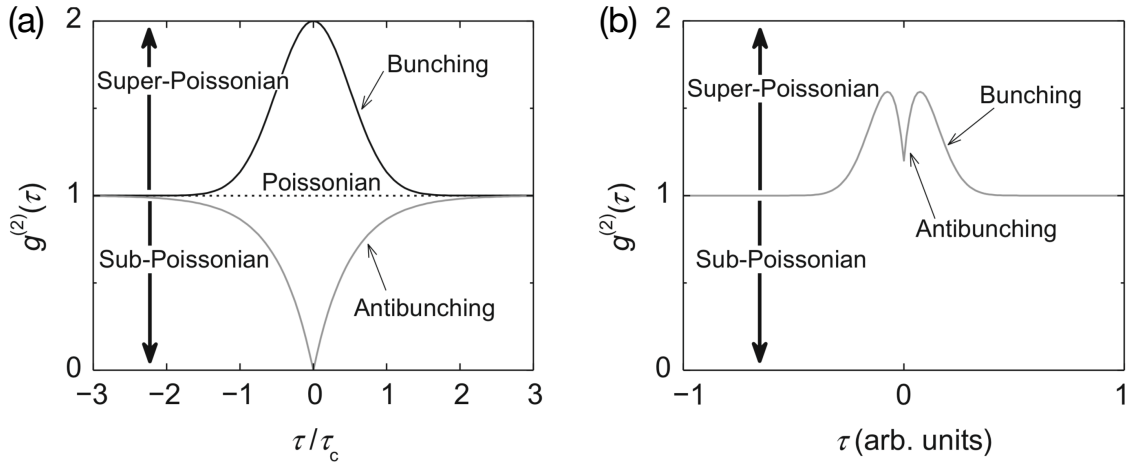 (a)
2
Super-Poissonian
Bunching
Poissonian
1
g(2)(τ)
Sub-Poissonian
Antibunching
0
−3 −2 −1 0 1 2 3
τ/τc
(b)
2
Super-Poissonian
Bunching
1
g(2)(τ)
Antibunching
Sub-Poissonian
0
−1 0 1
τ (arb. units)